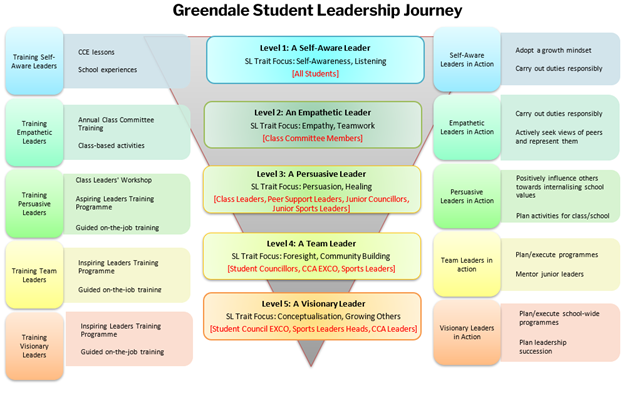 Greendale Student Leadership Journey
Training Self-
Aware Leaders
CCE lessons
School experiences
Level 1: A Self-Aware Leader
SL Trait Focus: Self-Awareness, Listening
[All Students]
Self-Aware
Leaders in Action
Adopt a growth mindset
Carry out duties responsibly
Training
Empathetic
Leaders
Annual Class Committee
Training
Class-based activities
Level 2: An Empathetic Leader
SL Trait Focus: Empathy, Teamwork
[Class Committee Members]
Empathetic
Leaders in Action
Carry out duties responsibly
Actively seek views of peers
and represent them
Training
Persuasive
Leaders
Class Leaders' Workshop
Aspiring Leaders Training
Programme
Guided on-the-job training
Level 3: A Persuasive Leader
SL Trait Focus: Persuasion, Healing
[Class Leaders, Peer Support Leaders, Junior Councillors,
Junior Sports Leaders]
Persuasive
Leaders in Action
Positively influence others
towards internalising school
values
Plan activities for class/school
Training Team
Leaders
Inspiring Leaders Training
Programme
Guided on-the-job training
Level 4: A Team Leader
SL Trait Focus: Foresight, Community Building
[Student Councillors, CCA EXCO, Sports Leaders]
Team Leaders in
action
Plan/execute programmes
Mentor junior leaders
Training
Visionary
Leaders
Inspiring Leaders Training
Programme
Guided on-the-job training
Level 5: A Visionary Leader
SL Trait Focus: Conceptualisation, Growing Others
[Student Council EXCO, Sports Leaders Heads, CCA Leaders]
Visionary Leaders
in Action
Plan/execute school-wide
programmes
Plan leadership
succession